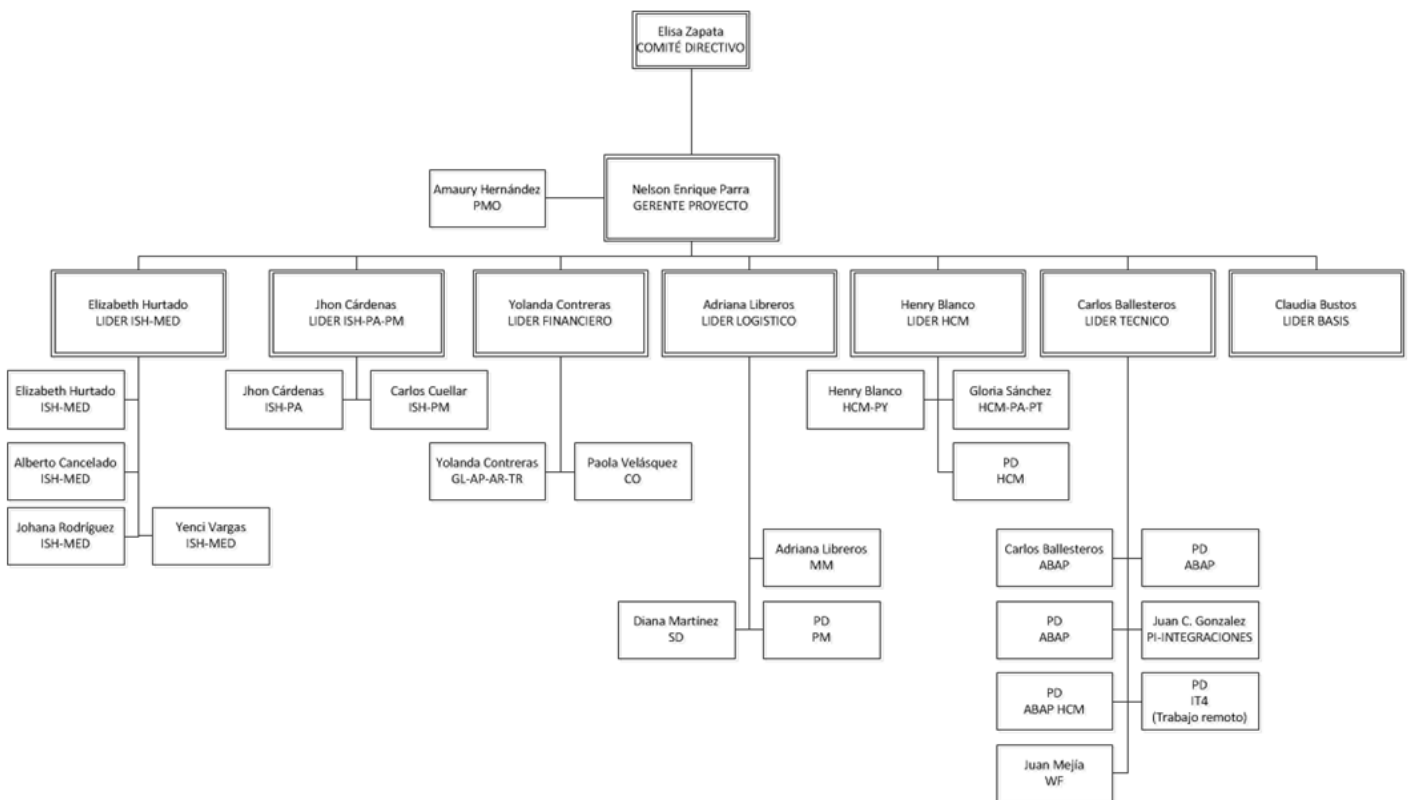 Elisa Zapata
COMITÉ DIRECTIVO
Amaury Hernández
PMO
Nelson Enrique Parra
GERENTE PROYECTO
Elizabeth Hurtado
LIDER ISH-MED
Jhon Cárdenas
LIDER ISH-PA-PM
Yolanda Contreras
LIDER FINANCIERO
Adriana Libreros
LIDER LOGISTICO
Henry Blanco
LIDER HCM
Carlos Ballesteros
LIDER TECNICO
Claudia Bustos
LIDER BASIS
Elizabeth Hurtado
ISH-MED
Alberto Cancelado
ISH-MED
Johana Rodríguez
ISH-MED
Yenci Vargas
ISH-MED
Jhon Cárdenas
ISH-PA
Carlos Cuellar
ISH-PM
Yolanda Contreras
GL-AP-AR-TR
Paola Velásquez
CO
Adriana Libreros
MM
Diana Martínez
SD
PD
PM
Henry Blanco
HCM-PY
Gloria Sánchez
HCM-PA-PT
PD
HCM
Carlos Ballesteros
ABAP
PD
ABAP
PD
ABAP
Juan C. Gonzalez
PI-INTEGRACIONES
PD
ABAP HCM
PD
IT4
(Trabajo remoto)
Juan Mejía
WF